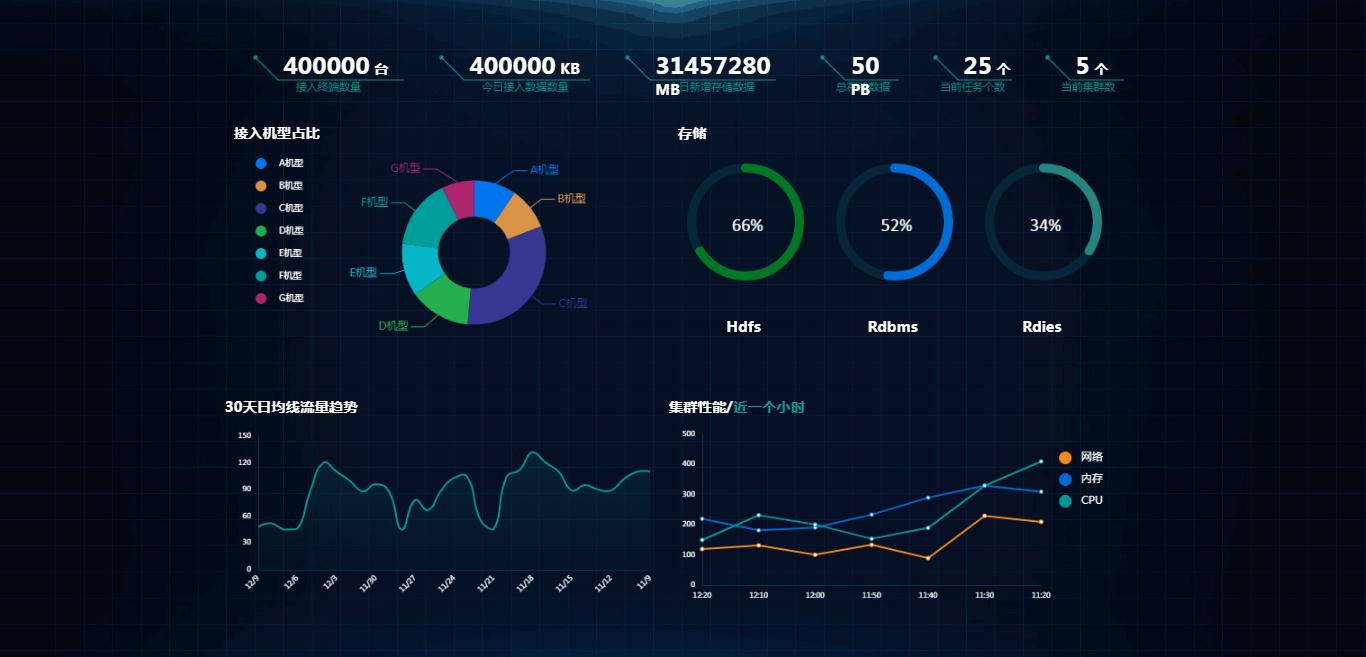 400000 台
400000 KB
31457280
MB
50
PB
25 个
5 个
接入终端数量
今日接入数据数量
日新增存储数据
数据
当前任务个数
当前集群数
接入机型占比
存储
A机型
B机型
C机型
D机型
E机型
F机型
G机型
G机型
A机型
F机型
B机型
E机型
C机型
D机型
66%
52%
34%
Hdfs
Rdbms
Rdies
30天日均线流量趋势
150
120
90
60
30
0
12/9
12/6
12/3
11/30
11/27
11/24
11/21
11/18
11/15
11/12
11/9
集群性能/近一个小时
500
400
300
200
100
0
12:20
12:10
12:00
11:50
11:40
11:30
11:20
网络
内存
CPU